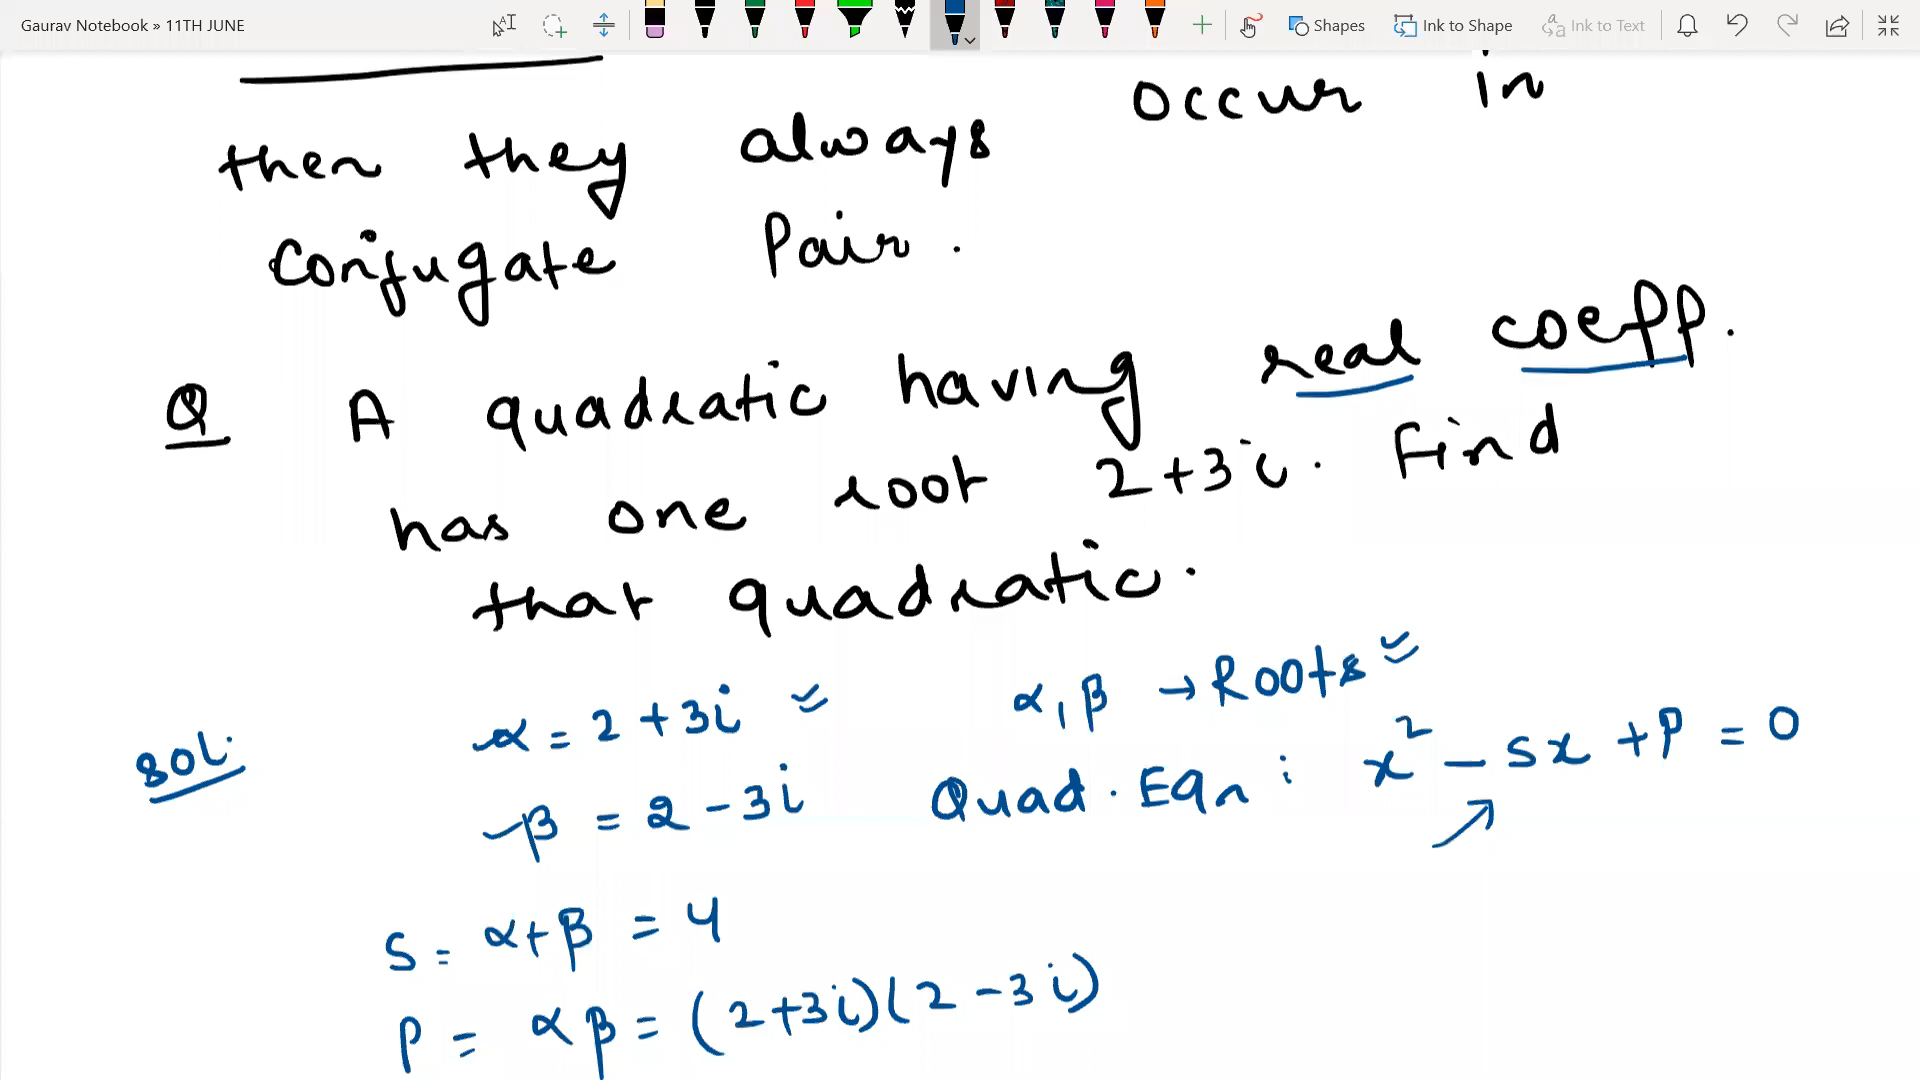 Gaurav Notebook » 11TH JUNE
Shapes
Ink to Shape
Ink to Text
then they always occur in
conjugate Pair.
Q A quadratic having real coeff.
has one root 2+3i. Find
that quadratic.
Sol. α = 2 + 3i α, β → Roots
β = 2 - 3i Quad. Eqn : x² - Sx + P = 0
S = α+β = 4
P = αβ = (2+3i)(2-3i)